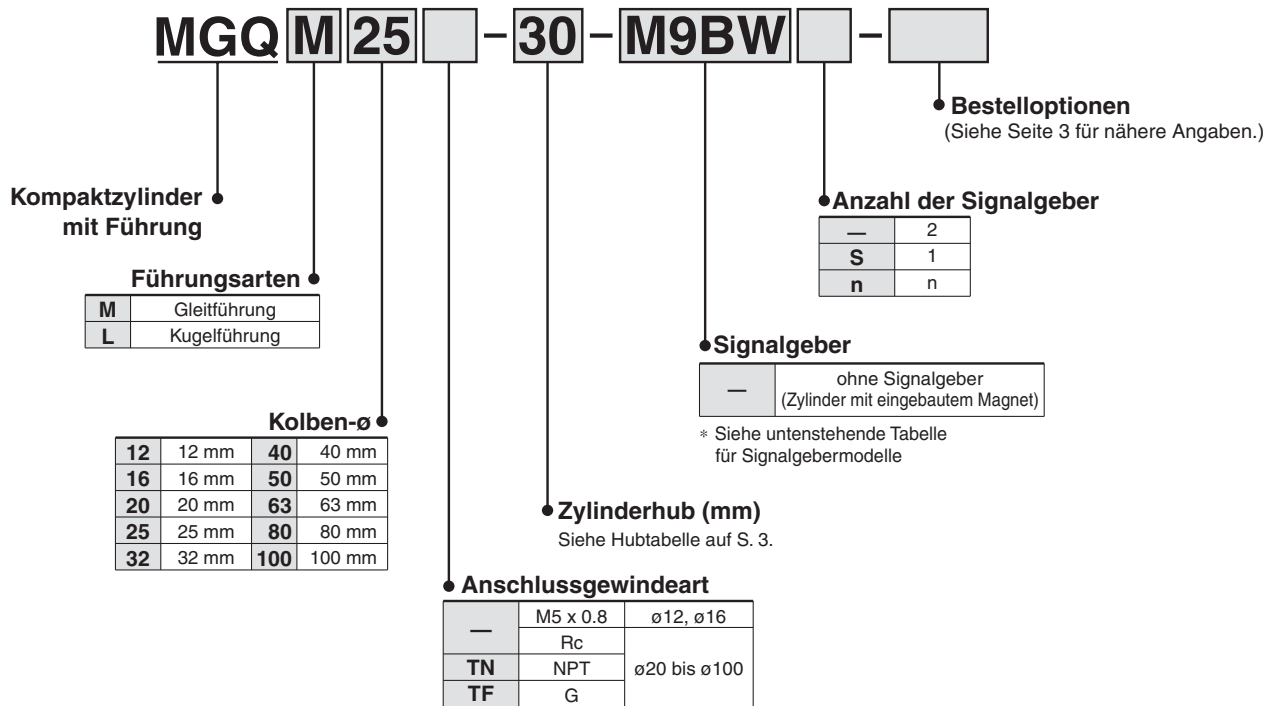 MGQ M 25 – 30 – M9BW –
Bestelloptionen
(Siehe Seite 3 für nähere Angaben.)
Kompaktzylinder
mit Führung
Anzahl der Signalgeber
— 2
S 1
n n
Führungsarten
M Gleitführung
L Kugelführung
Signalgeber
— ohne Signalgeber
(Zylinder mit eingebautem Magnet)
* Siehe untenstehende Tabelle
für Signalgebermodelle
Kolben-ø
12 12 mm 40 40 mm
16 16 mm 50 50 mm
20 20 mm 63 63 mm
25 25 mm 80 80 mm
32 32 mm 100 100 mm
Zylinderhub (mm)
Siehe Hubtabelle auf S. 3.
Anschlussgewindeart
— M5 x 0.8 ø12, ø16
Rc
TN NPT ø20 bis ø100
TF G